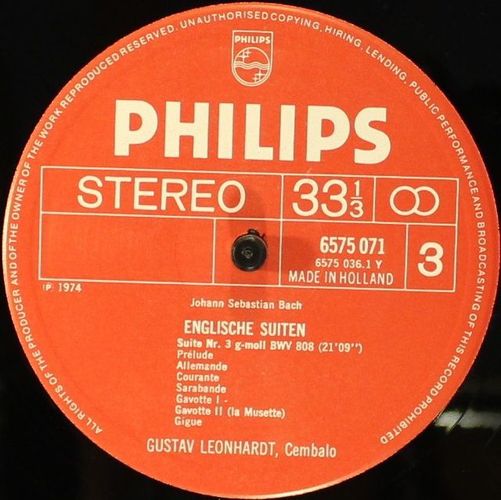 ALL RIGHTS OF THE PRODUCER AND OF THE OWNER OF THE WORK REPRODUCED RESERVED. UNAUTHORISED COPYING, HIRING, LENDING, PUBLIC PERFORMANCE AND BROADCASTING OF THIS RECORD PROHIBITED
PHILIPS
PHILIPS
STEREO 33 1/3
6575 071
6575 036.1 Y
MADE IN HOLLAND
3
Ⓟ 1974
Johann Sebastian Bach
ENGLISCHE SUITEN
Suite Nr. 3 g-moll BWV 808 (21'09'')
Prélude
Allemande
Courante
Sarabande
Gavotte I -
Gavotte II (la Musette)
Gigue
GUSTAV LEONHARDT, Cembalo